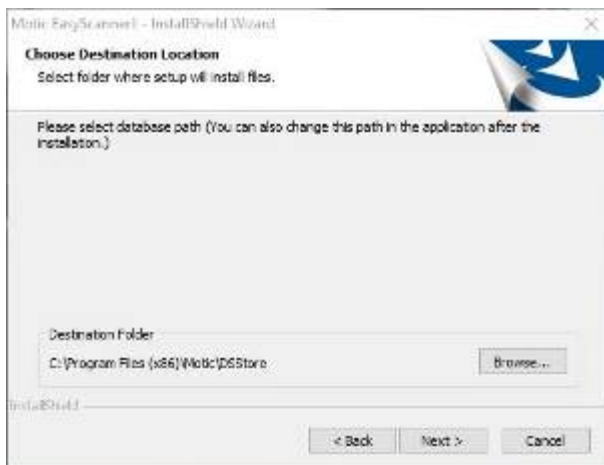 Motic EasyScanner1 - InstallShield Wizard
Choose Destination Location
Select folder where setup will install files.
Please select database path (You can also change this path in the application after the
installation.)
Destination Folder
C:\Program Files (x86)\Motic\DSStore
Browse...
InstallShield
< Back
Next >
Cancel